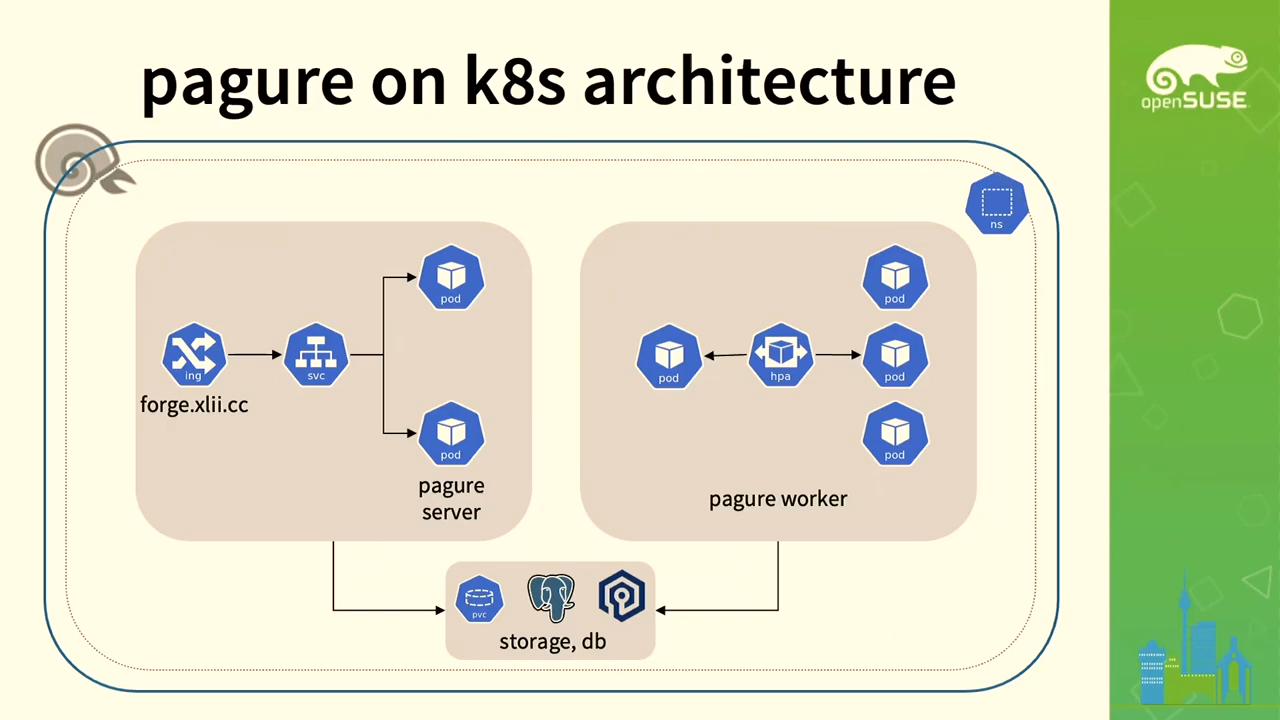 pagure on k8s architecture
openSUSE
ns
pod
pod
ing
svc
pod
hpa
pod
forge.xlii.cc
pod
pod
pagure
server
pagure worker
pvc
storage, db